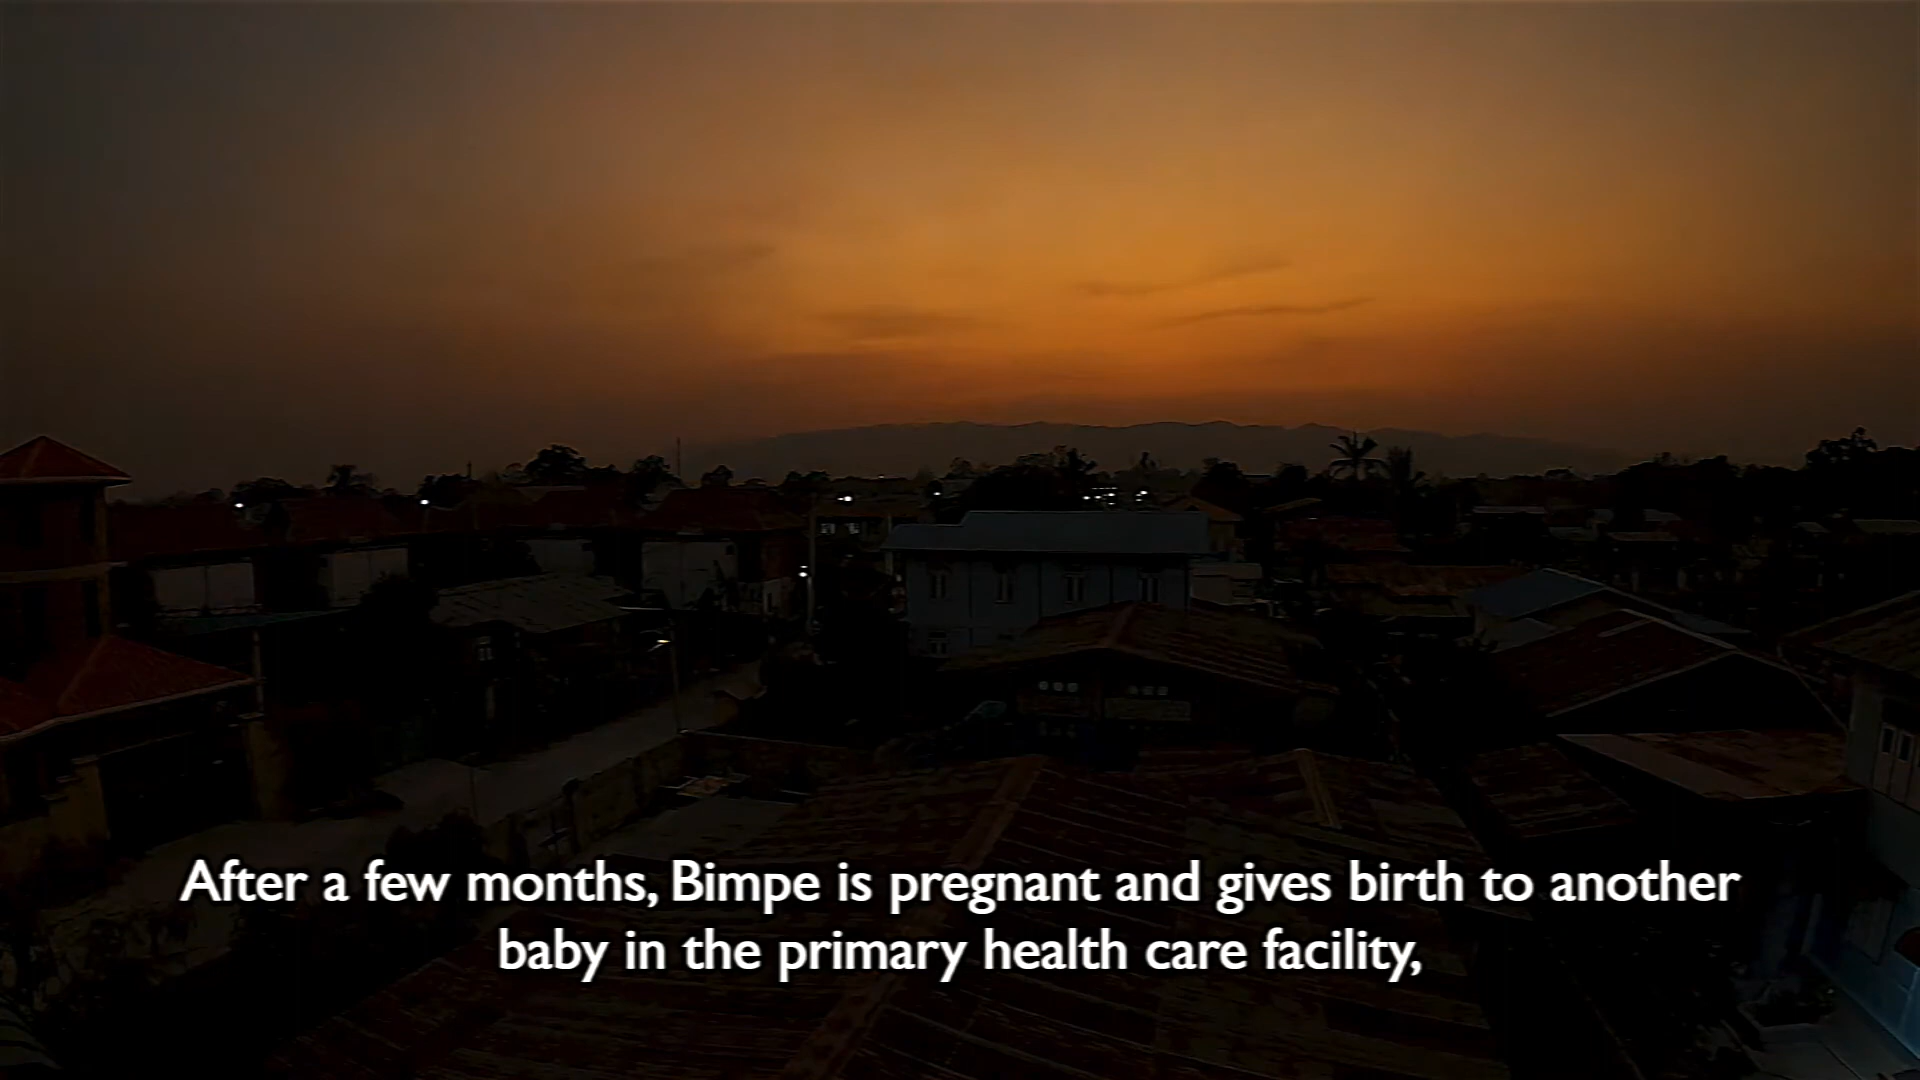 After a few months, Bimpe is pregnant and gives birth to another
baby in the primary health care facility,